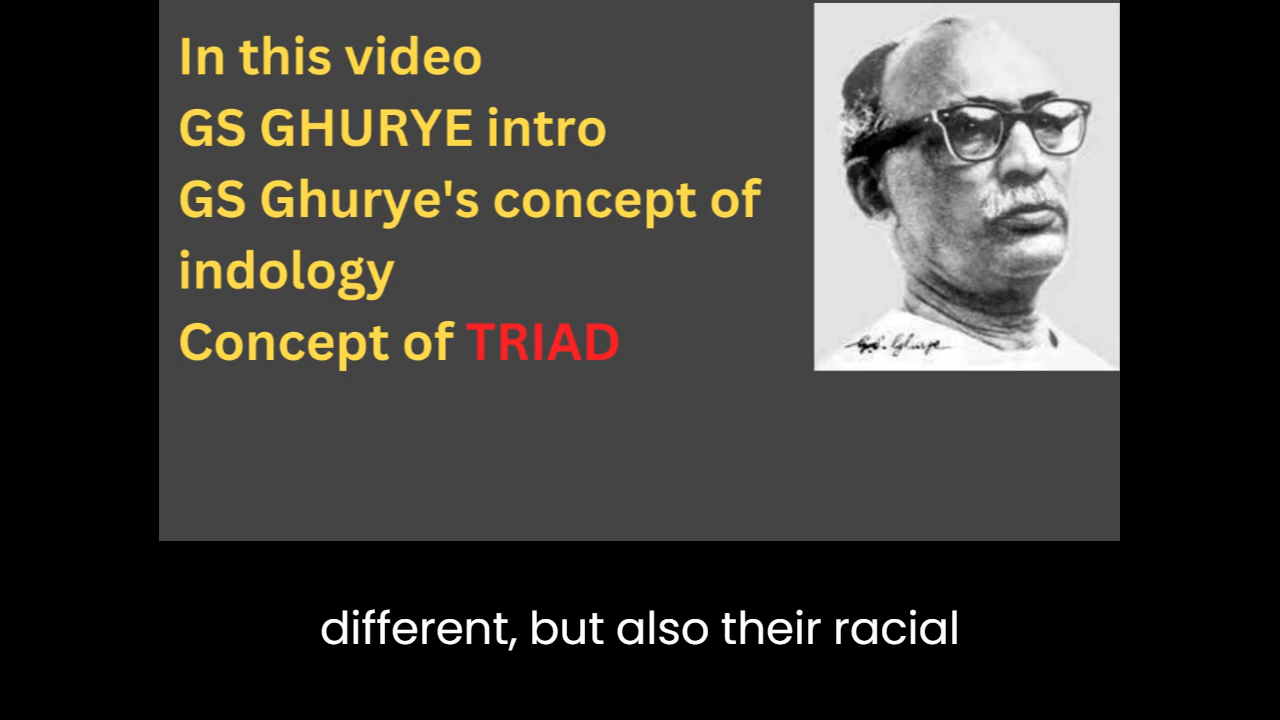 In this video
GS GHURYE intro
GS Ghurye's concept of
indology
Concept of TRIAD
G.S. Ghurye
different, but also their racial